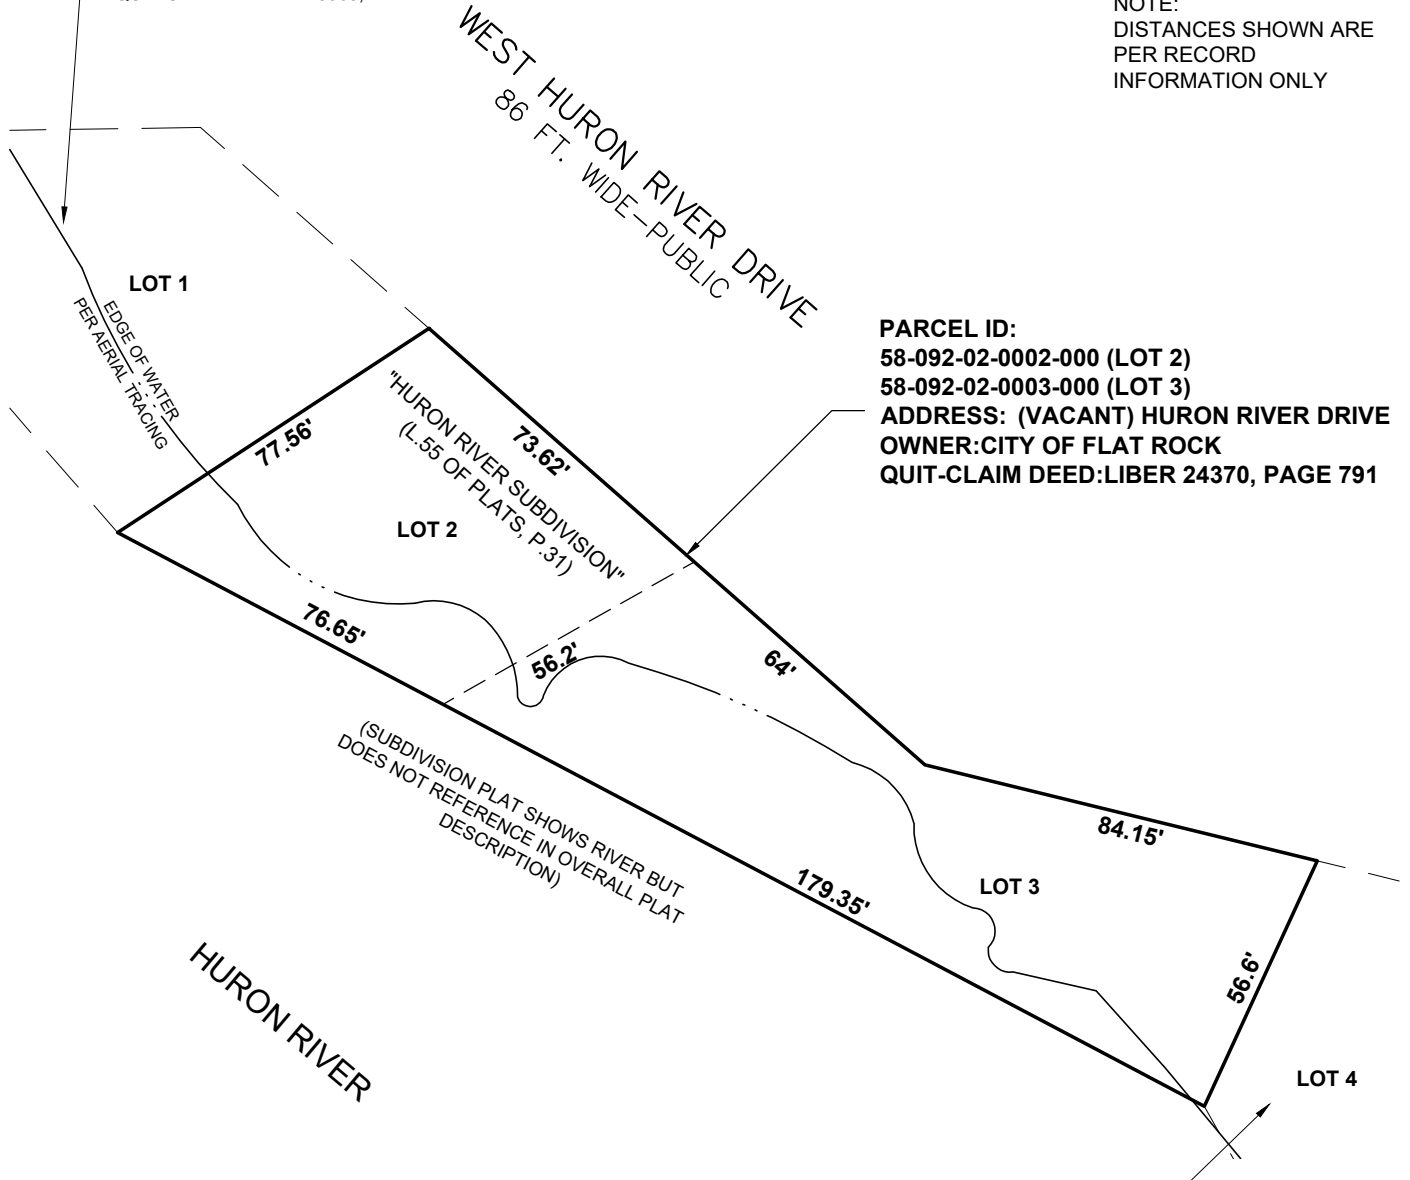 NOTE:
DISTANCES SHOWN ARE
PER RECORD
INFORMATION ONLY
WEST HURON RIVER DRIVE
86 FT. WIDE-PUBLIC
LOT 1
EDGE OF WATER
PER AERIAL TRACING
PARCEL ID:
58-092-02-0002-000 (LOT 2)
58-092-02-0003-000 (LOT 3)
ADDRESS: (VACANT) HURON RIVER DRIVE
OWNER:CITY OF FLAT ROCK
QUIT-CLAIM DEED:LIBER 24370, PAGE 791
"HURON RIVER SUBDIVISION"
(L.55 OF PLATS, P.31)
77.56'
73.62'
LOT 2
76.65'
56.2'
64'
(SUBDIVISION PLAT SHOWS RIVER BUT
DOES NOT REFERENCE IN OVERALL PLAT
DESCRIPTION)
84.15'
179.35'
LOT 3
56.6'
HURON RIVER
LOT 4